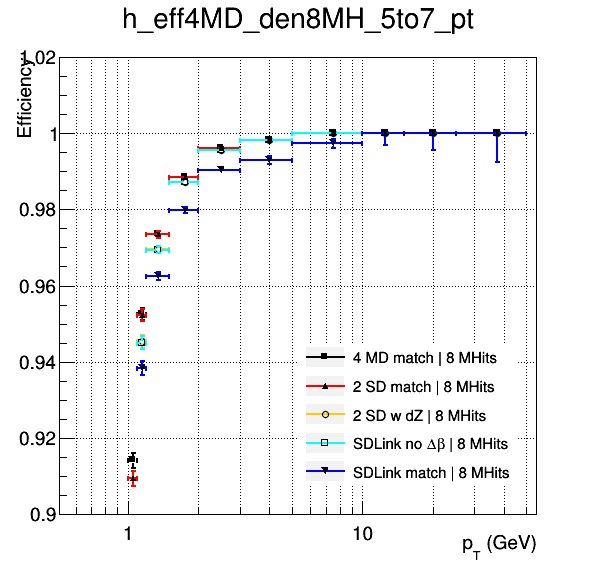 h_eff4MD_den8MH_5to7_pt
Efficiency
1.02
1
0.98
0.96
0.94
0.92
0.9
4 MD match | 8 MHits
2 SD match | 8 MHits
2 SD w dZ | 8 MHits
SDLink no Δβ | 8 MHits
SDLink match | 8 MHits
1
10
p_T (GeV)